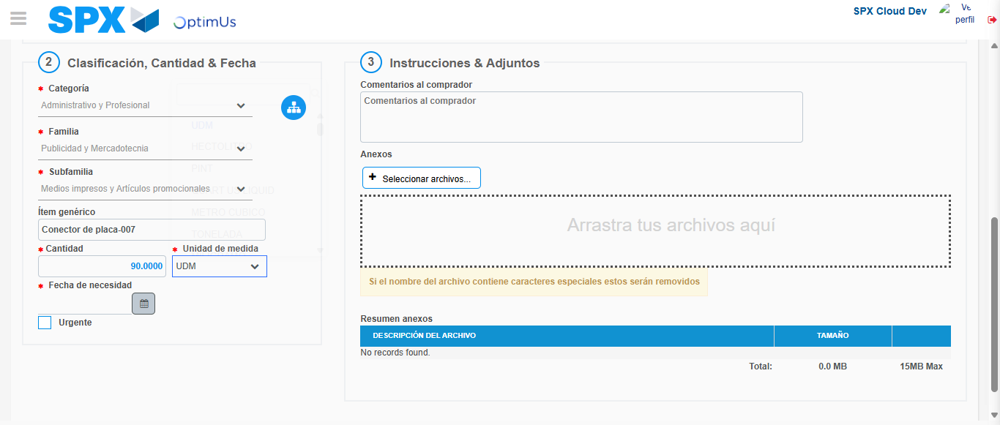 SPX OptimUs
SPX Cloud Dev
Ve
perfil
2 Clasificación, Cantidad & Fecha
* Categoría
Administrativo y Profesional
* Familia
Publicidad y Mercadotecnia
* Subfamilia
Medios impresos y Artículos promocionales
Ítem genérico
Conector de placa-007
* Cantidad
90.0000
* Unidad de medida
UDM
* Fecha de necesidad
Urgente
UDM
HECTOLITRO
PINT
METRO CUBICO
TONELADA
3 Instrucciones & Adjuntos
Comentarios al comprador
Comentarios al comprador
Anexos
+ Seleccionar archivos...
Arrastra tus archivos aquí
Si el nombre del archivo contiene caracteres especiales estos serán removidos
Resumen anexos
DESCRIPCIÓN DEL ARCHIVO TAMAÑO
No records found.
Total: 0.0 MB 15MB Max